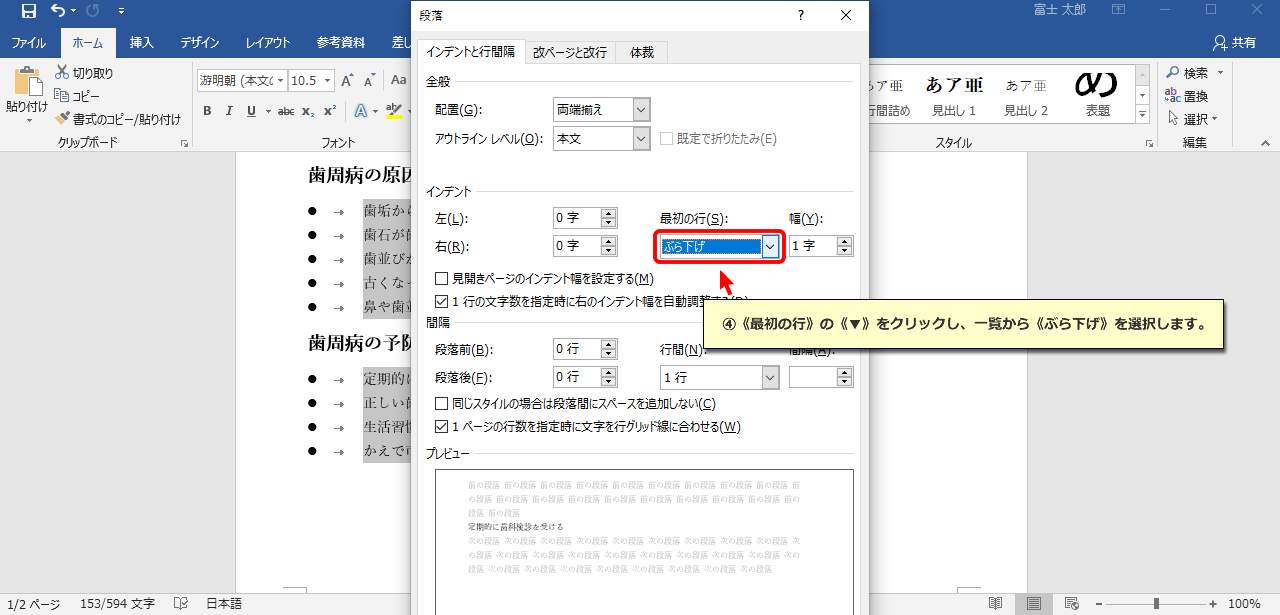 富士 太郎
ファイル ホーム 挿入 デザイン レイアウト 参考資料 差し 共有
貼り付け
切り取り
コピー
書式のコピー/貼り付け
クリップボード
游明朝 (本文の 10.5 A A Aa
B I U abc x₂ x² A ab
フォント
あア亜 あア亜 あア亜
行間詰め 見出し 1 見出し 2 表題
スタイル
検索
置換
選択
編集
歯周病の原因
歯垢から
歯石が歯
歯並びが
古くなっ
鼻や歯並
歯周病の予防
定期的に
正しい歯
生活習慣
かえで市
段落 ?
インデントと行間隔 改ページと改行 体裁
全般
配置(G): 両端揃え
アウトライン レベル(O): 本文 既定で折りたたみ(E)
インデント
左(L): 0 字 最初の行(S): 幅(Y):
右(R): 0 字 ぶら下げ 1 字
見開きページのインデント幅を設定する(M)
1 行の文字数を指定時に右のインデント幅を自動調整する(D)
④《最初の行》の《▼》をクリックし、一覧から《ぶら下げ》を選択します。
間隔
段落前(B): 0 行 行間(N): 間隔(A):
段落後(F): 0 行 1 行
同じスタイルの場合は段落間にスペースを追加しない(C)
1 ページの行数を指定時に文字を行グリッド線に合わせる(W)
プレビュー
前の段落 前の段落 前の段落 前の段落 前の段落 前の段落 前の段落 前の段落 前の段落 前
の段落 前の段落 前の段落 前の段落 前の段落 前の段落 前の段落 前の段落 前の段落 前の
段落 前の段落
定期的に歯科検診を受ける
次の段落 次の段落 次の段落 次の段落 次の段落 次の段落 次の段落 次の段落 次の段落 次
の段落 次の段落 次の段落 次の段落 次の段落 次の段落 次の段落 次の段落 次の段落 次の
段落 次の段落 次の段落 次の段落 次の段落 次の段落 次の段落 次の段落 次の段落
1/2 ページ 153/594 文字 日本語 100%